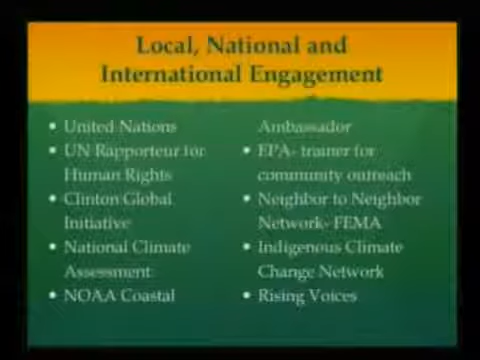 Local, National and
International Engagement
• United Nations
• UN Rapporteur for
Human Rights
• Clinton Global
Initiative
• National Climate
Assessment
• NOAA Coastal
Ambassador
• EPA- trainer for
community outreach
• Neighbor to Neighbor
Network- FEMA
• Indigenous Climate
Change Network
• Rising Voices